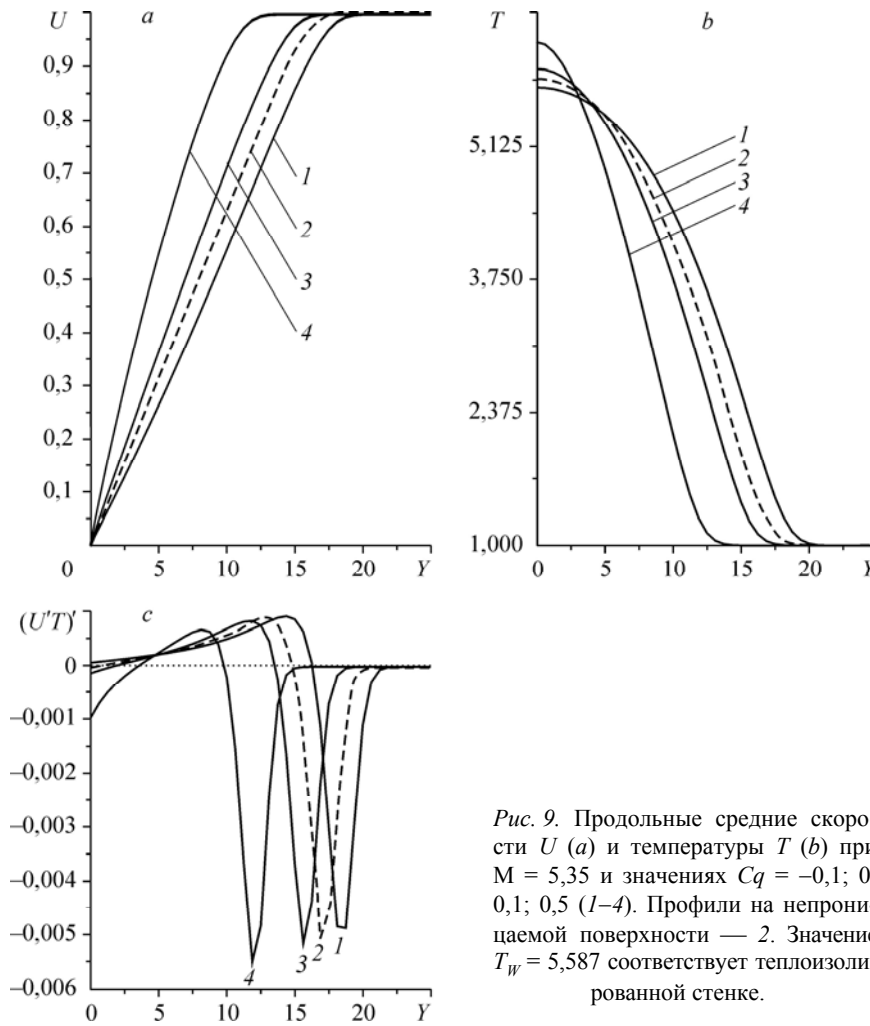 U
a
0,9
0,8
0,7
0,6
0,5
0,4
0,3
0,2
0,1
0
5
10
15
20
Y
1
2
3
4
T
b
5,125
3,750
2,375
1,000
0
5
10
15
20
Y
1
2
3
4
(U'T)'
c
0
–0,001
–0,002
–0,003
–0,004
–0,005
–0,006
0
5
10
15
20
Y
4
3
2
1
Рис. 9. Продольные средние скоро-
сти U (a) и температуры T (b) при
M = 5,35 и значениях Cq = –0,1; 0
0,1; 0,5 (1–4). Профили на непрони-
цаемой поверхности — 2. Значение
T_W = 5,587 соответствует теплоизоли-
рованной стенке.